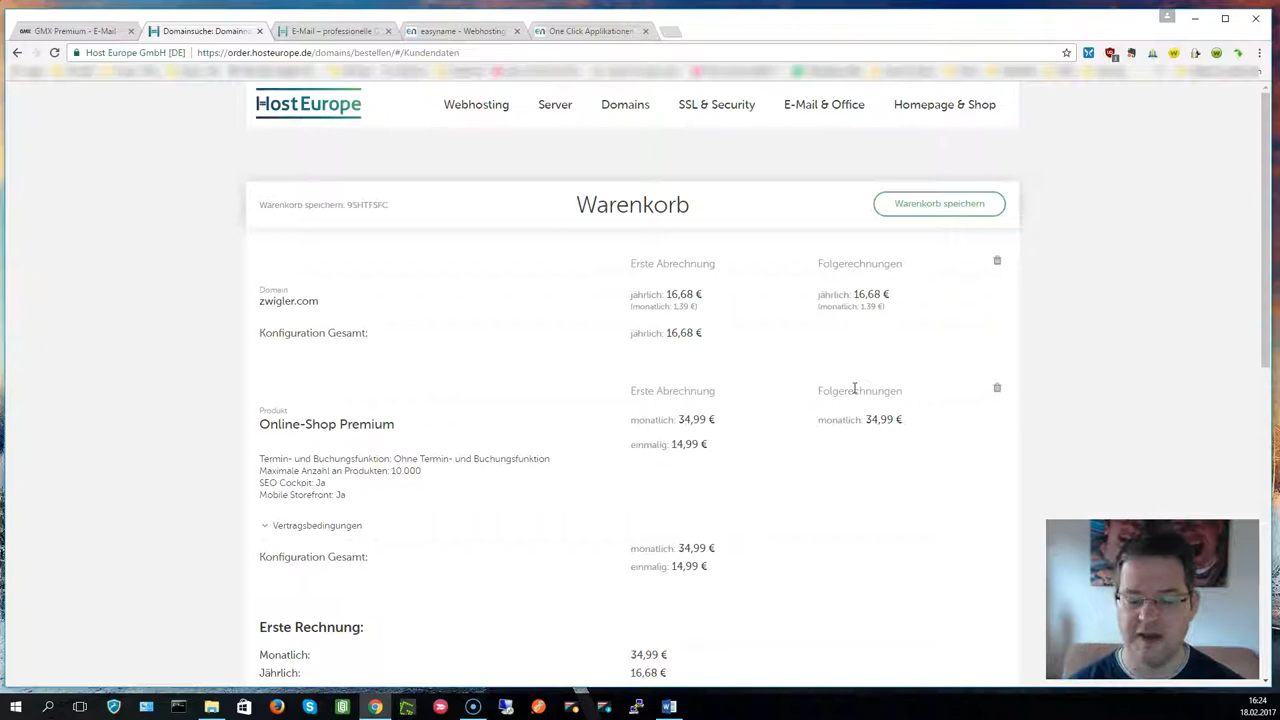 GMX Premium - E-Mail
Domainsuche: Domainn
E-Mail – professionelle C
easyname - Webhosting
One Click Applikationen
Host Europe GmbH [DE]
https://order.hosteurope.de/domains/bestellen/#/Kundendaten
HostEurope
Webhosting
Server
Domains
SSL & Security
E-Mail & Office
Homepage & Shop
Warenkorb speichern: 9SHTFSFC
Warenkorb
Warenkorb speichern
Erste Abrechnung
Folgerechnungen
Domain
zwigler.com
jährlich: 16,68 €
(monatlich: 1,39 €)
jährlich: 16,68 €
(monatlich: 1,39 €)
Konfiguration Gesamt:
jährlich: 16,68 €
Erste Abrechnung
Folgerechnungen
Produkt
Online-Shop Premium
monatlich: 34,99 €
monatlich: 34,99 €
einmalig: 14,99 €
Termin- und Buchungsfunktion: Ohne Termin- und Buchungsfunktion
Maximale Anzahl an Produkten: 10.000
SEO Cockpit: Ja
Mobile Storefront: Ja
Vertragsbedingungen
Konfiguration Gesamt:
monatlich: 34,99 €
einmalig: 14,99 €
Erste Rechnung:
Monatlich:
34,99 €
Jährlich:
16,68 €
16:24
18.02.2017